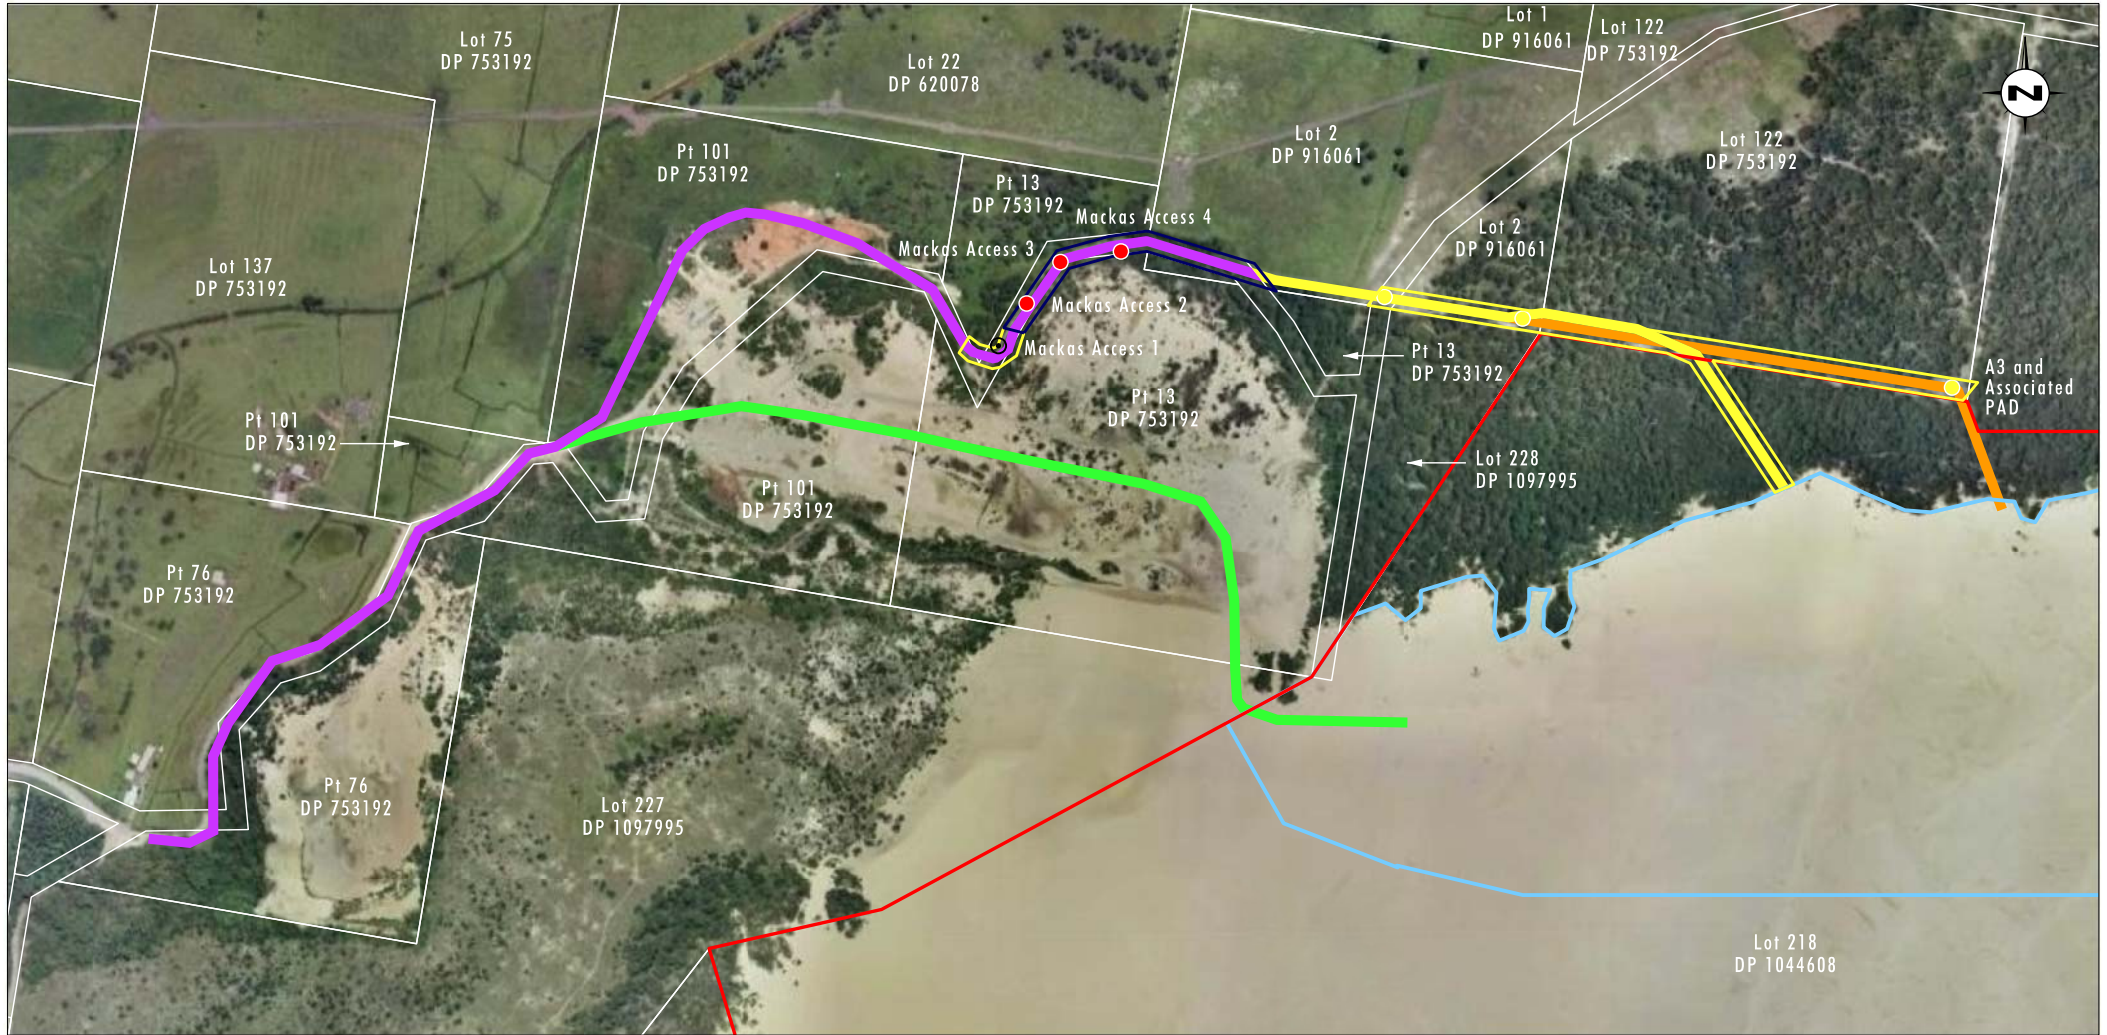 Lot 75
DP 753192
Lot 22
DP 620078
Lot 1
DP 916061
Lot 122
DP 753192
N
Pt 101
DP 753192
Lot 2
DP 916061
Lot 122
DP 753192
Pt 13
DP 753192
Mackas Access 4
Mackas Access 3
Lot 2
DP 916061
Lot 137
DP 753192
Mackas Access 2
Mackas Access 1
Pt 13
DP 753192
A3 and
Associated
PAD
Pt 13
DP 753192
Pt 101
DP 753192
Lot 228
DP 1097995
Pt 101
DP 753192
Pt 76
DP 753192
Pt 76
DP 753192
Lot 227
DP 1097995
Lot 218
DP 1044608